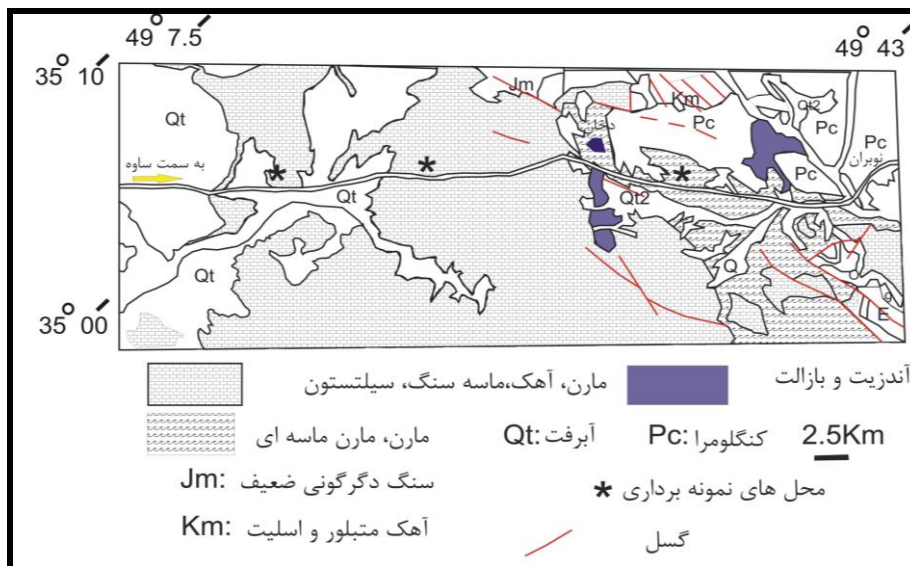 49° 7.5′ 49° 43′
35° 10′
Jm Km Qt2
Qt Pc Pc Pc
دخان
نوبران
به سمت ساوه
Pc
Qt Qt2
Qt Q
35° 00′ g
E
مارن، آهک،ماسه سنگ، سیلتستون آندزیت و بازالت
مارن، مارن ماسه ای Qt: آبرفت Pc: کنگلومرا 2.5Km
Jm: سنگ دگرگونی ضعیف محل های نمونه برداری *
Km: آهک متبلور و اسلیت گسل